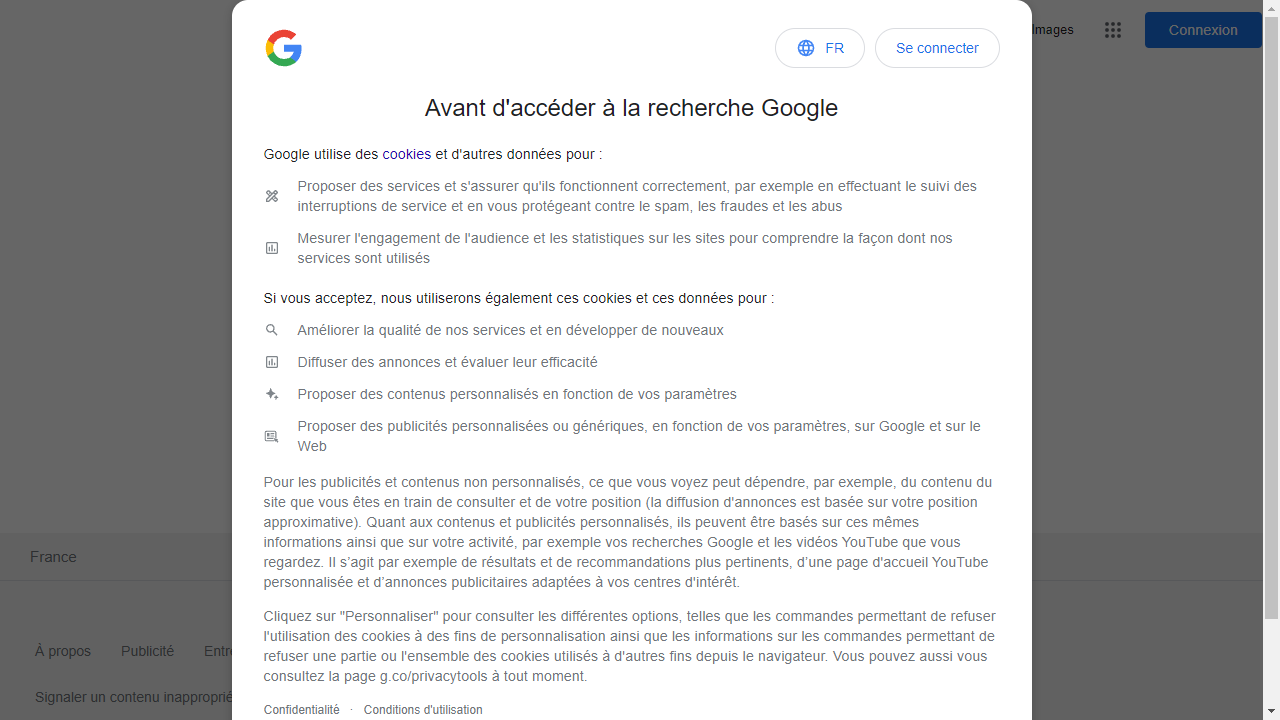 Images
Connexion
FR
Se connecter
Avant d'accéder à la recherche Google
Google utilise des cookies et d'autres données pour :
Proposer des services et s'assurer qu'ils fonctionnent correctement, par exemple en effectuant le suivi des
interruptions de service et en vous protégeant contre le spam, les fraudes et les abus
Mesurer l'engagement de l'audience et les statistiques sur les sites pour comprendre la façon dont nos
services sont utilisés
Si vous acceptez, nous utiliserons également ces cookies et ces données pour :
Améliorer la qualité de nos services et en développer de nouveaux
Diffuser des annonces et évaluer leur efficacité
Proposer des contenus personnalisés en fonction de vos paramètres
Proposer des publicités personnalisées ou génériques, en fonction de vos paramètres, sur Google et sur le
Web
Pour les publicités et contenus non personnalisés, ce que vous voyez peut dépendre, par exemple, du contenu du
site que vous êtes en train de consulter et de votre position (la diffusion d'annonces est basée sur votre position
approximative). Quant aux contenus et publicités personnalisés, ils peuvent être basés sur ces mêmes
informations ainsi que sur votre activité, par exemple vos recherches Google et les vidéos YouTube que vous
regardez. Il s’agit par exemple de résultats et de recommandations plus pertinents, d’une page d'accueil YouTube
personnalisée et d’annonces publicitaires adaptées à vos centres d'intérêt.
Cliquez sur "Personnaliser" pour consulter les différentes options, telles que les commandes permettant de refuser
l'utilisation des cookies à des fins de personnalisation ainsi que les informations sur les commandes permettant de
refuser une partie ou l'ensemble des cookies utilisés à d'autres fins depuis le navigateur. Vous pouvez aussi vous
consultez la page g.co/privacytools à tout moment.
Confidentialité · Conditions d'utilisation
France
À propos Publicité Entre
Signaler un contenu inapproprié